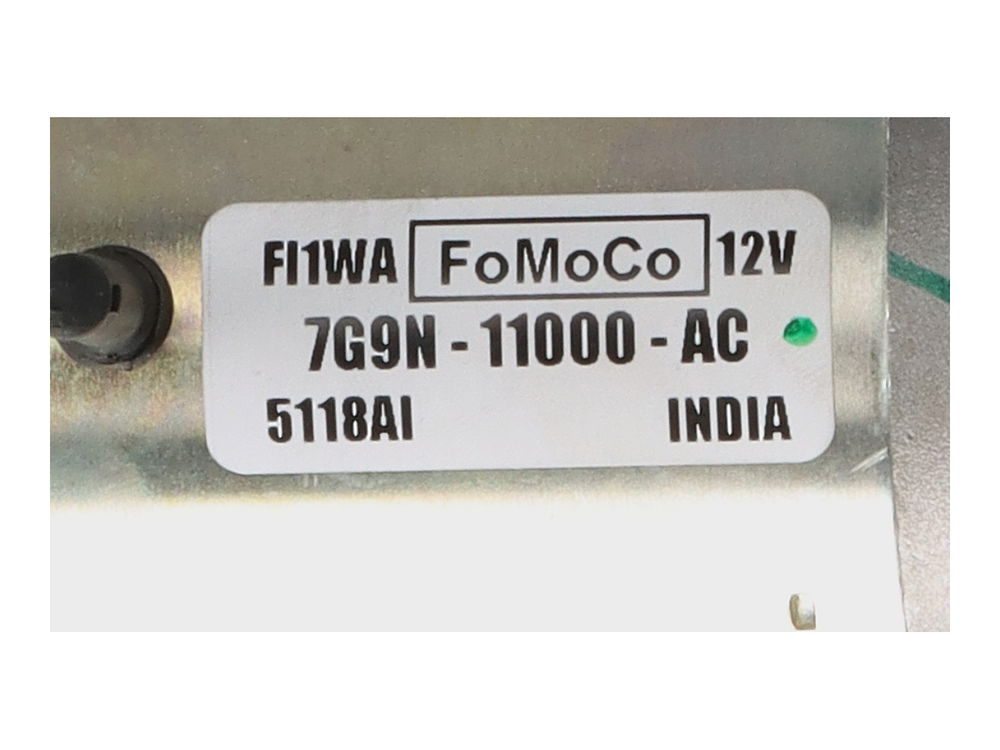 FI1WA FoMoCo 12V
7G9N - 11000 - AC
5118AI INDIA